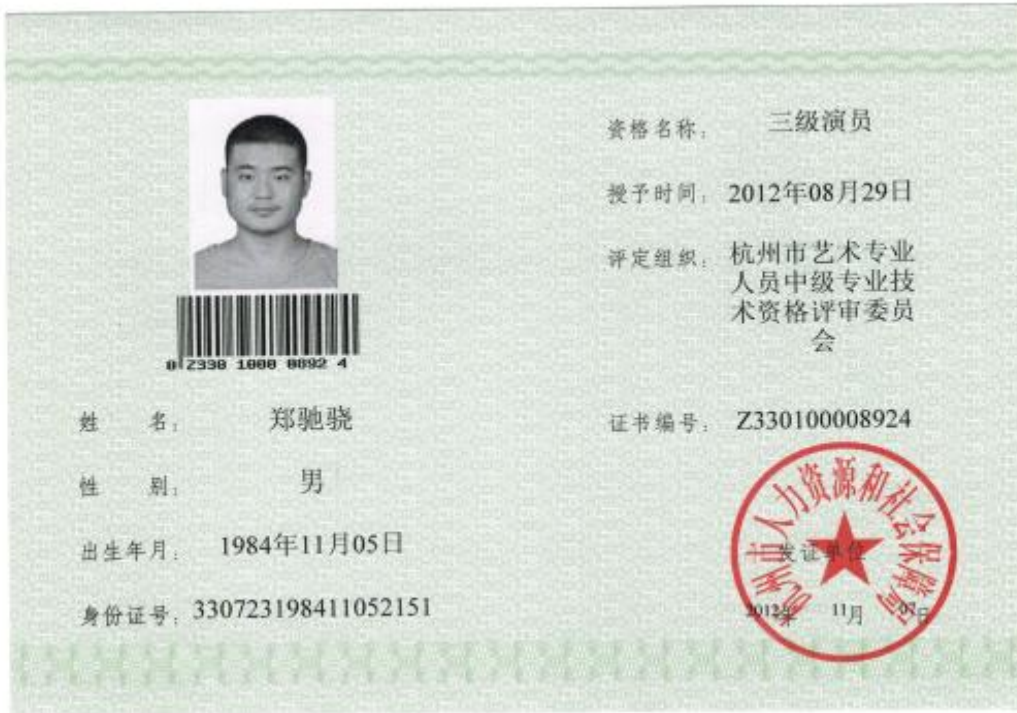 0 Z330 1000 0892 4
姓 名： 郑驰骁
性 别： 男
出生年月： 1984年11月05日
身份证号： 330723198411052151
资格名称： 三级演员
授予时间： 2012年08月29日
评定组织： 杭州市艺术专业
人员中级专业技
术资格评审委员
会
证书编号： Z330100008924
杭州市人力资源和社会保障局
发证单位
2012年 11月 07日